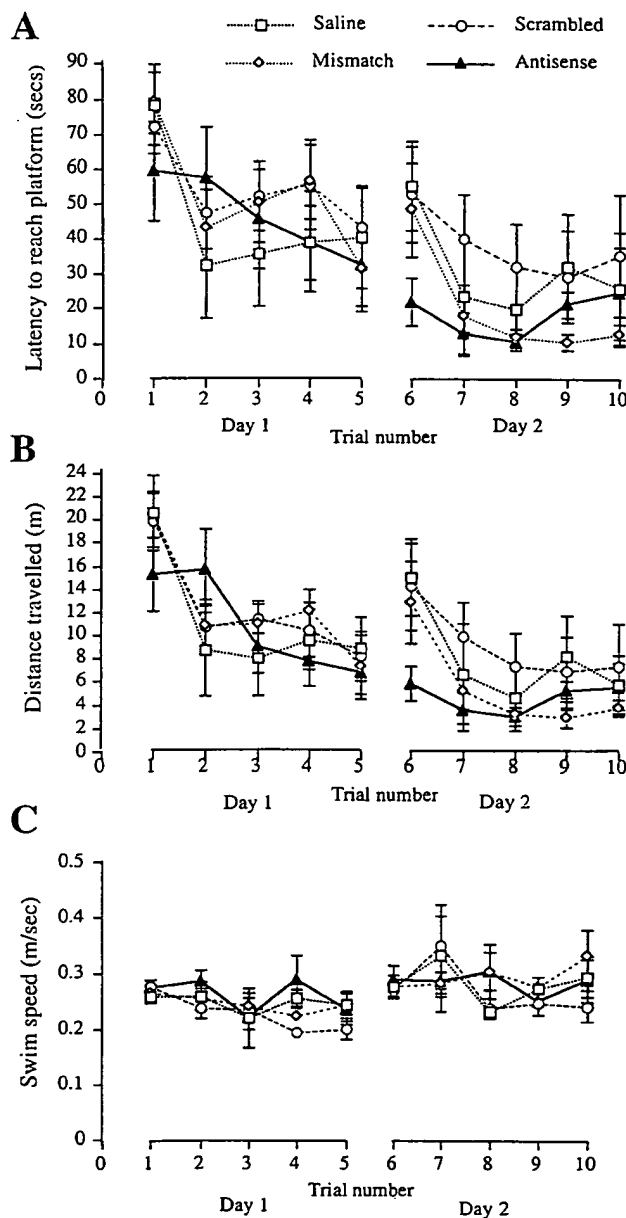 A
Saline
Scrambled
Mismatch
Antisense
Latency to reach platform (secs)
90
80
70
60
50
40
30
20
10
0
0
1 2 3 4 5 6 7 8 9 10
Day 1 Trial number Day 2
B
Distance travelled (m)
24
22
20
18
16
14
12
10
8
6
4
2
0
0
1 2 3 4 5 6 7 8 9 10
Trial number
Day 1 Day 2
C
Swim speed (m/sec)
0.5
0.4
0.3
0.2
0.1
0
0
1 2 3 4 5 6 7 8 9 10
Day 1 Trial number Day 2